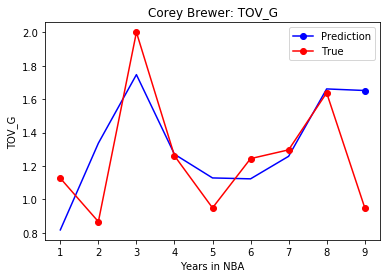 Corey Brewer: TOV_G
Prediction
True
2.0
1.8
1.6
1.4
1.2
1.0
0.8
TOV_G
1 2 3 4 5 6 7 8 9
Years in NBA